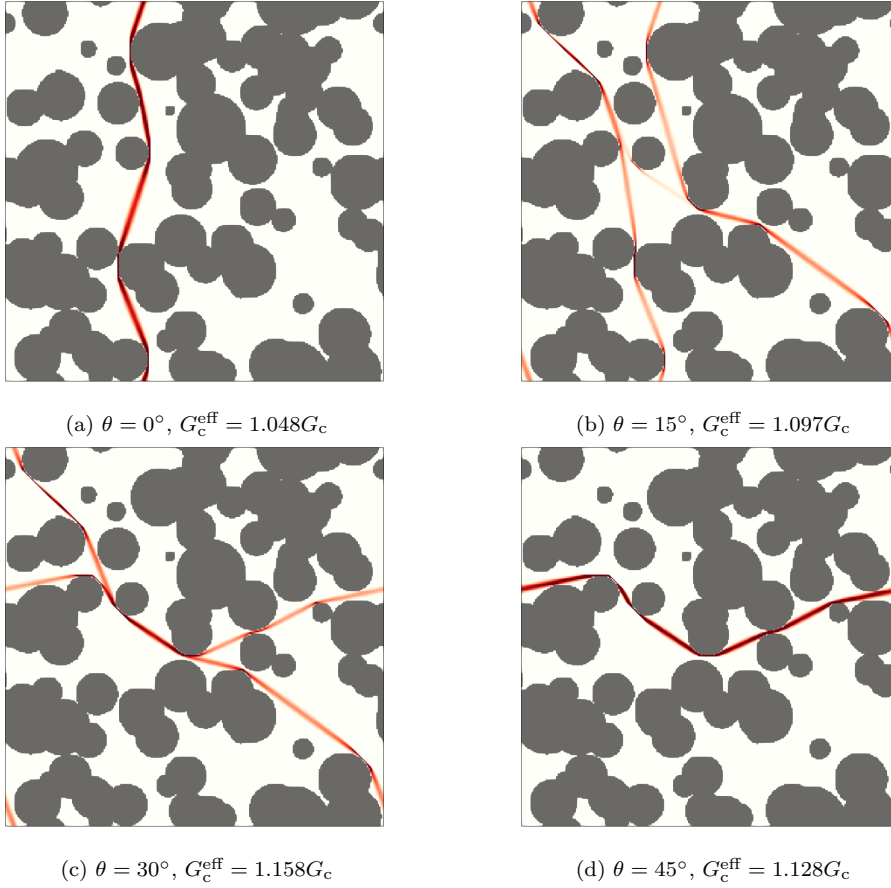 (a) θ = 0°, G_c^eff = 1.048G_c
(b) θ = 15°, G_c^eff = 1.097G_c
(c) θ = 30°, G_c^eff = 1.158G_c
(d) θ = 45°, G_c^eff = 1.128G_c